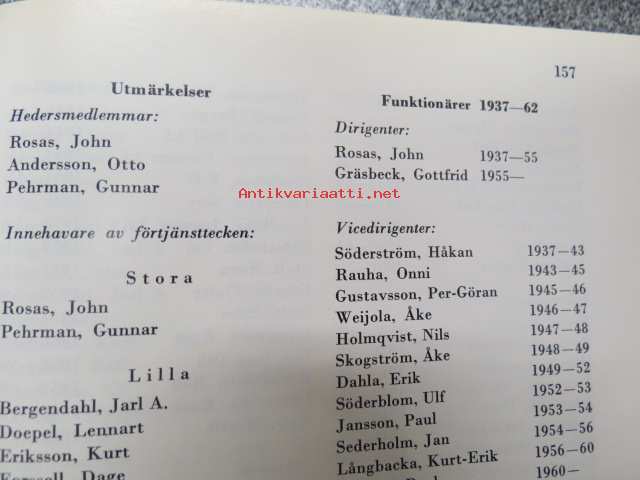 157
Utmärkelser
Hedersmedlemmar:
Rosas, John
Andersson, Otto
Pehrman, Gunnar
Innehavare av förtjänsttecken:
Stora
Rosas, John
Pehrman, Gunnar
Lilla
Bergendahl, Jarl A.
Doepel, Lennart
Eriksson, Kurt
Dage
Funktionärer 1937—62
Dirigenter:
Rosas, John 1937—55
Gräsbeck, Gottfrid 1955—
Antikvariaatti.net
Vicedirigenter:
Söderström, Håkan 1937—43
Rauha, Onni 1943—45
Gustavsson, Per-Göran 1945—46
Weijola, Åke 1946—47
Holmqvist, Nils 1947—48
Skogström, Åke 1948—49
Dahla, Erik 1949—52
Söderblom, Ulf 1952—53
Jansson, Paul 1953—54
Sederholm, Jan 1954—56
Långbacka, Kurt-Erik 1956—60
1960—